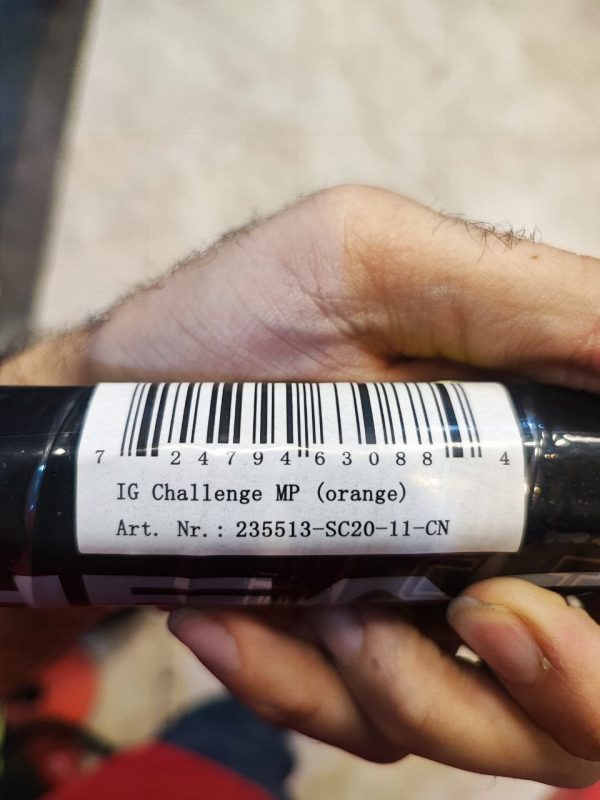 7 24794 63088 4
IG Challenge MP (orange)
Art. Nr.: 235513-SC20-11-CN